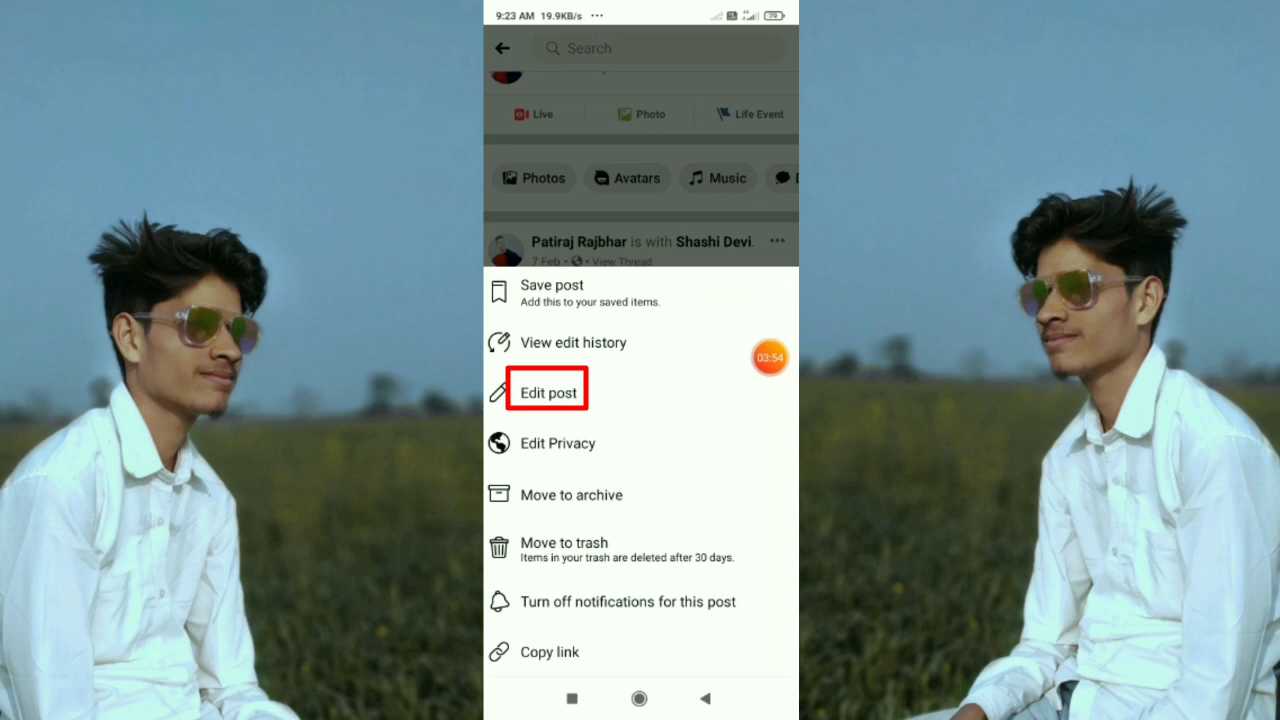 9:23 AM 19.9KB/s ...
79
Search
Live Photo Life Event
Photos Avatars Music
Patiraj Rajbhar is with Shashi Devi.
7 Feb • View Thread
Save post
Add this to your saved items.
View edit history
03:54
Edit post
Edit Privacy
Move to archive
Move to trash
Items in your trash are deleted after 30 days.
Turn off notifications for this post
Copy link